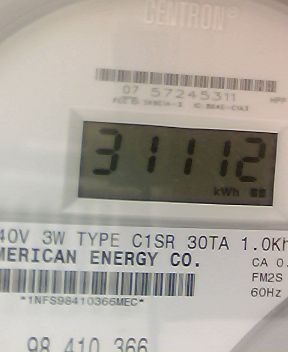 CENTRON®
07 57245311
31112
kWh
40V 3W TYPE C1SR 30TA 1.0Kh
MERICAN ENERGY CO.
CA 0.
FM2S
60Hz
*1NFS98410366MEC*
98 410 366